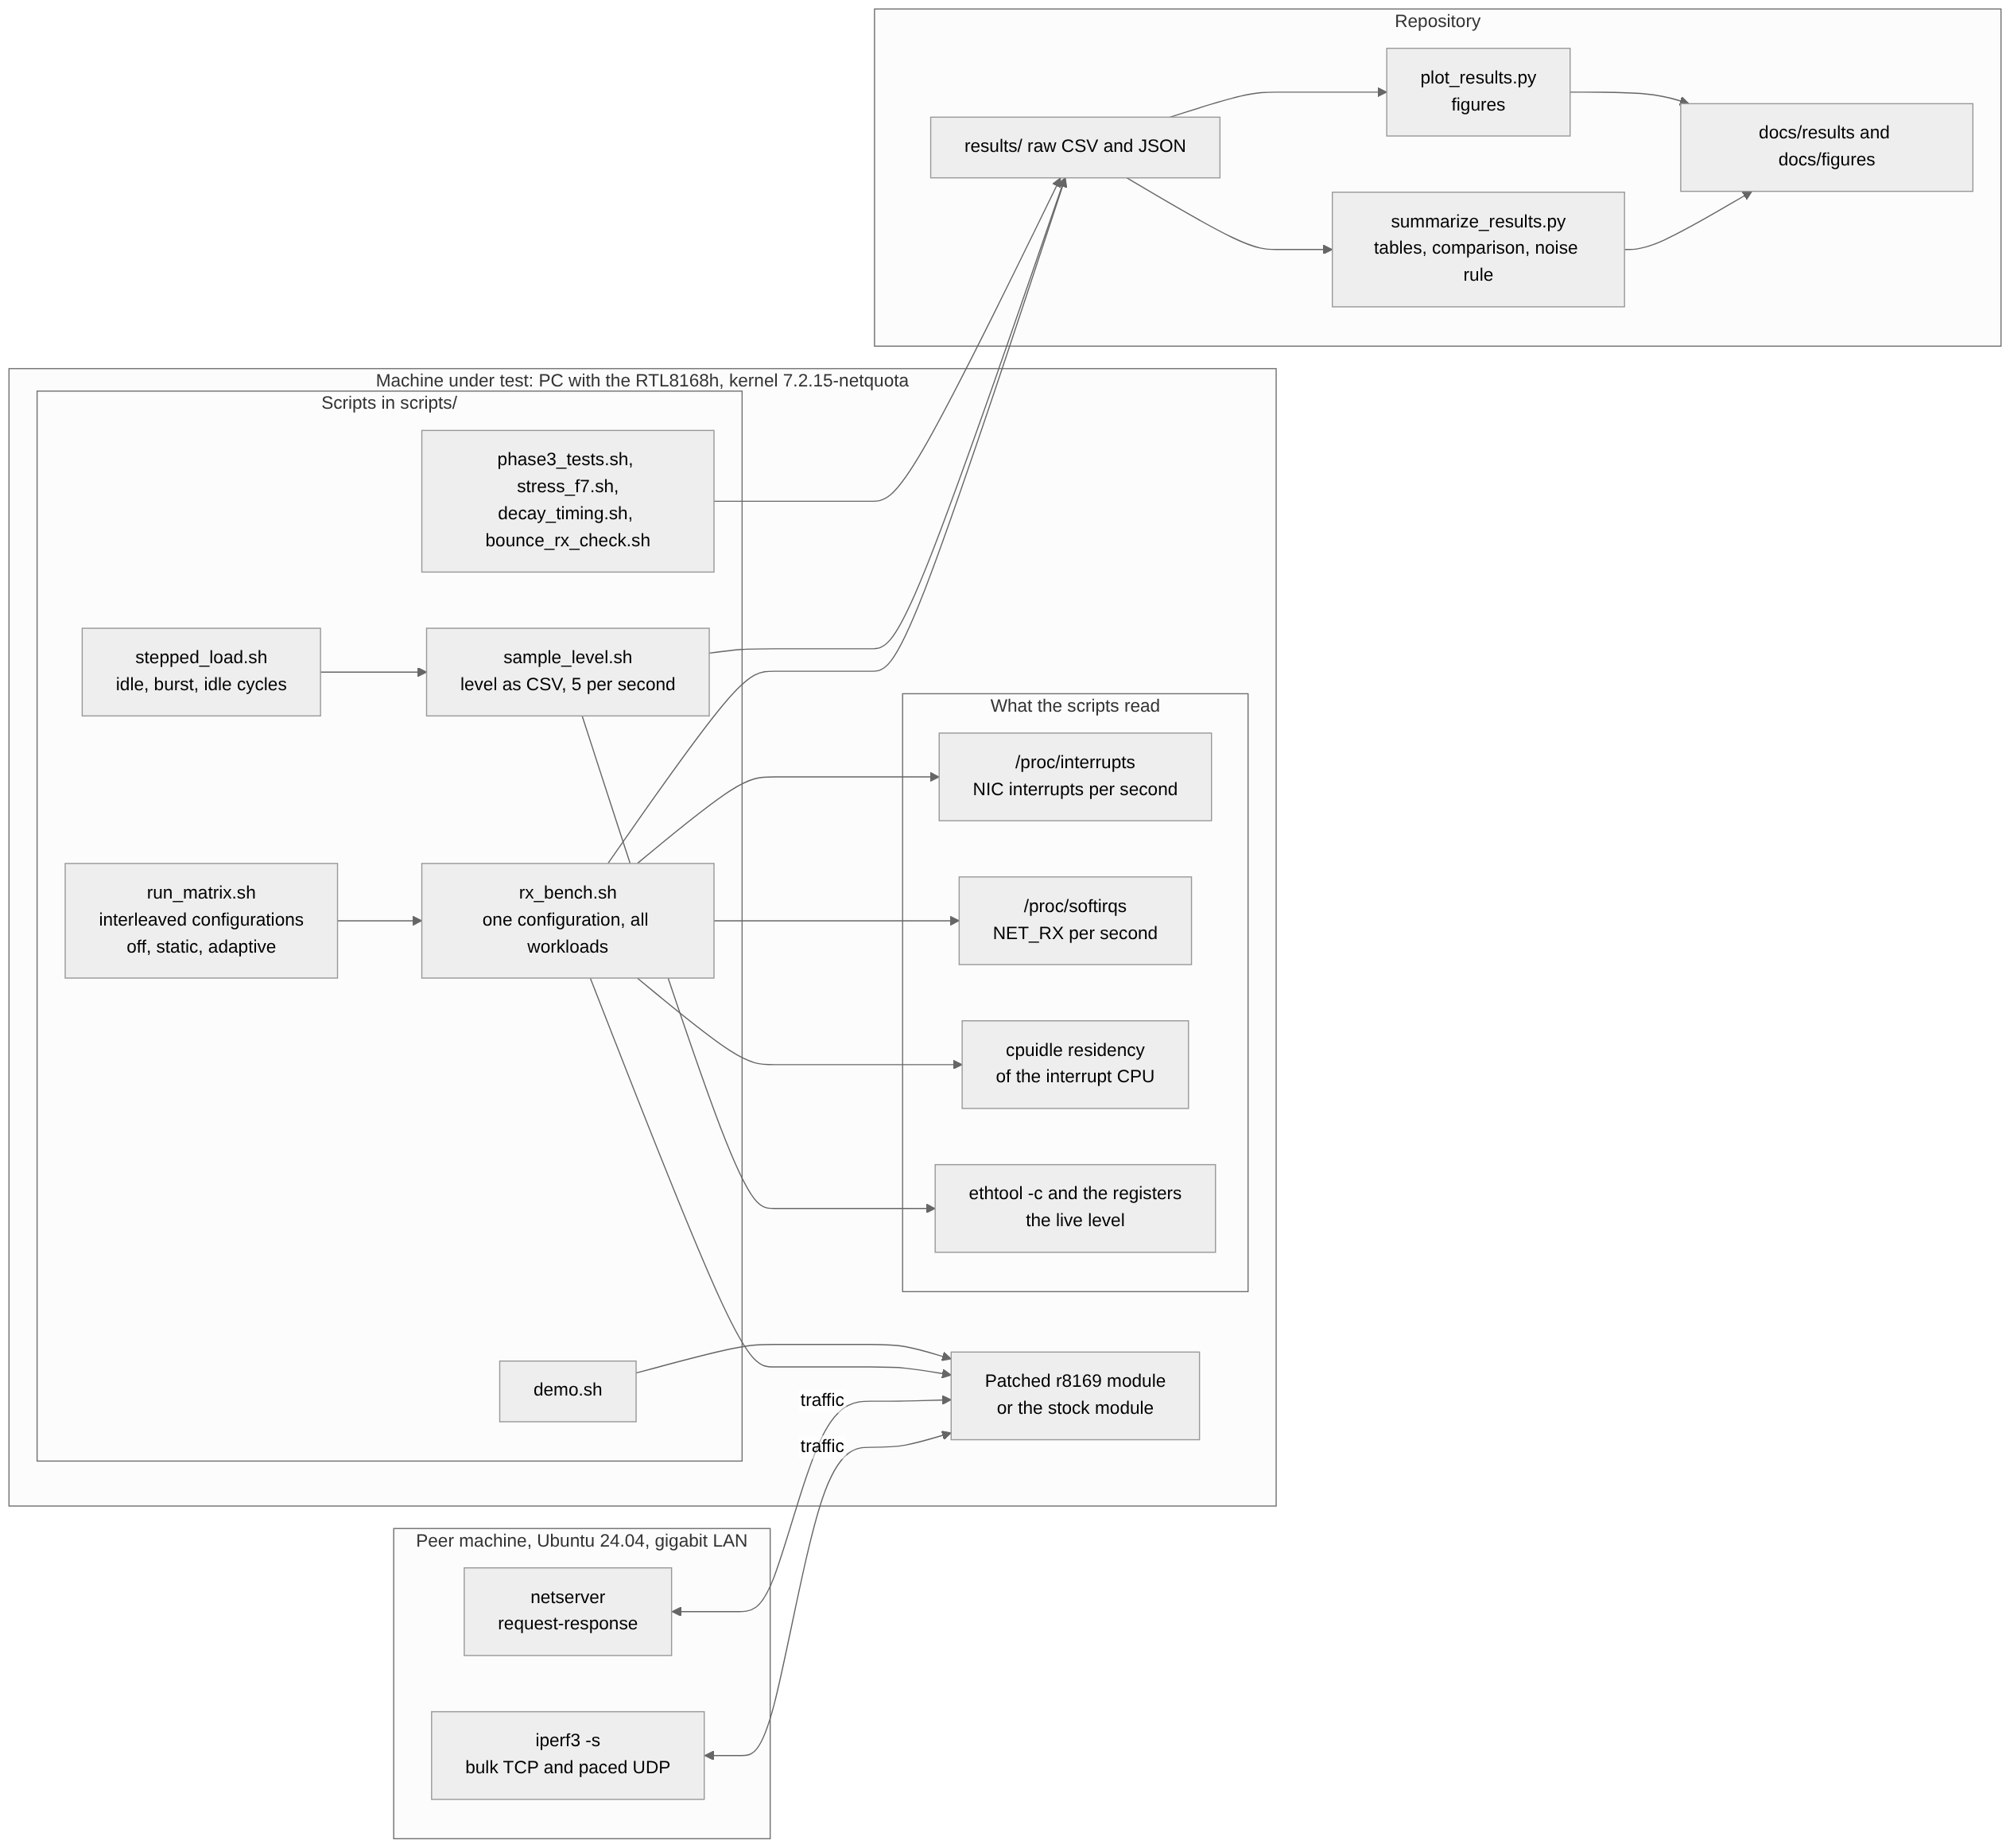 Repository
plot_results.py
figures
results/ raw CSV and JSON
docs/results and
docs/figures
summarize_results.py
tables, comparison, noise
rule
Machine under test: PC with the RTL8168h, kernel 7.2.15-netquota
Scripts in scripts/
phase3_tests.sh,
stress_f7.sh,
decay_timing.sh,
bounce_rx_check.sh
stepped_load.sh
idle, burst, idle cycles
sample_level.sh
level as CSV, 5 per second
run_matrix.sh
interleaved configurations
off, static, adaptive
rx_bench.sh
one configuration, all
workloads
demo.sh
What the scripts read
/proc/interrupts
NIC interrupts per second
/proc/softirqs
NET_RX per second
cpuidle residency
of the interrupt CPU
ethtool -c and the registers
the live level
Patched r8169 module
or the stock module
traffic
traffic
Peer machine, Ubuntu 24.04, gigabit LAN
netserver
request-response
iperf3 -s
bulk TCP and paced UDP